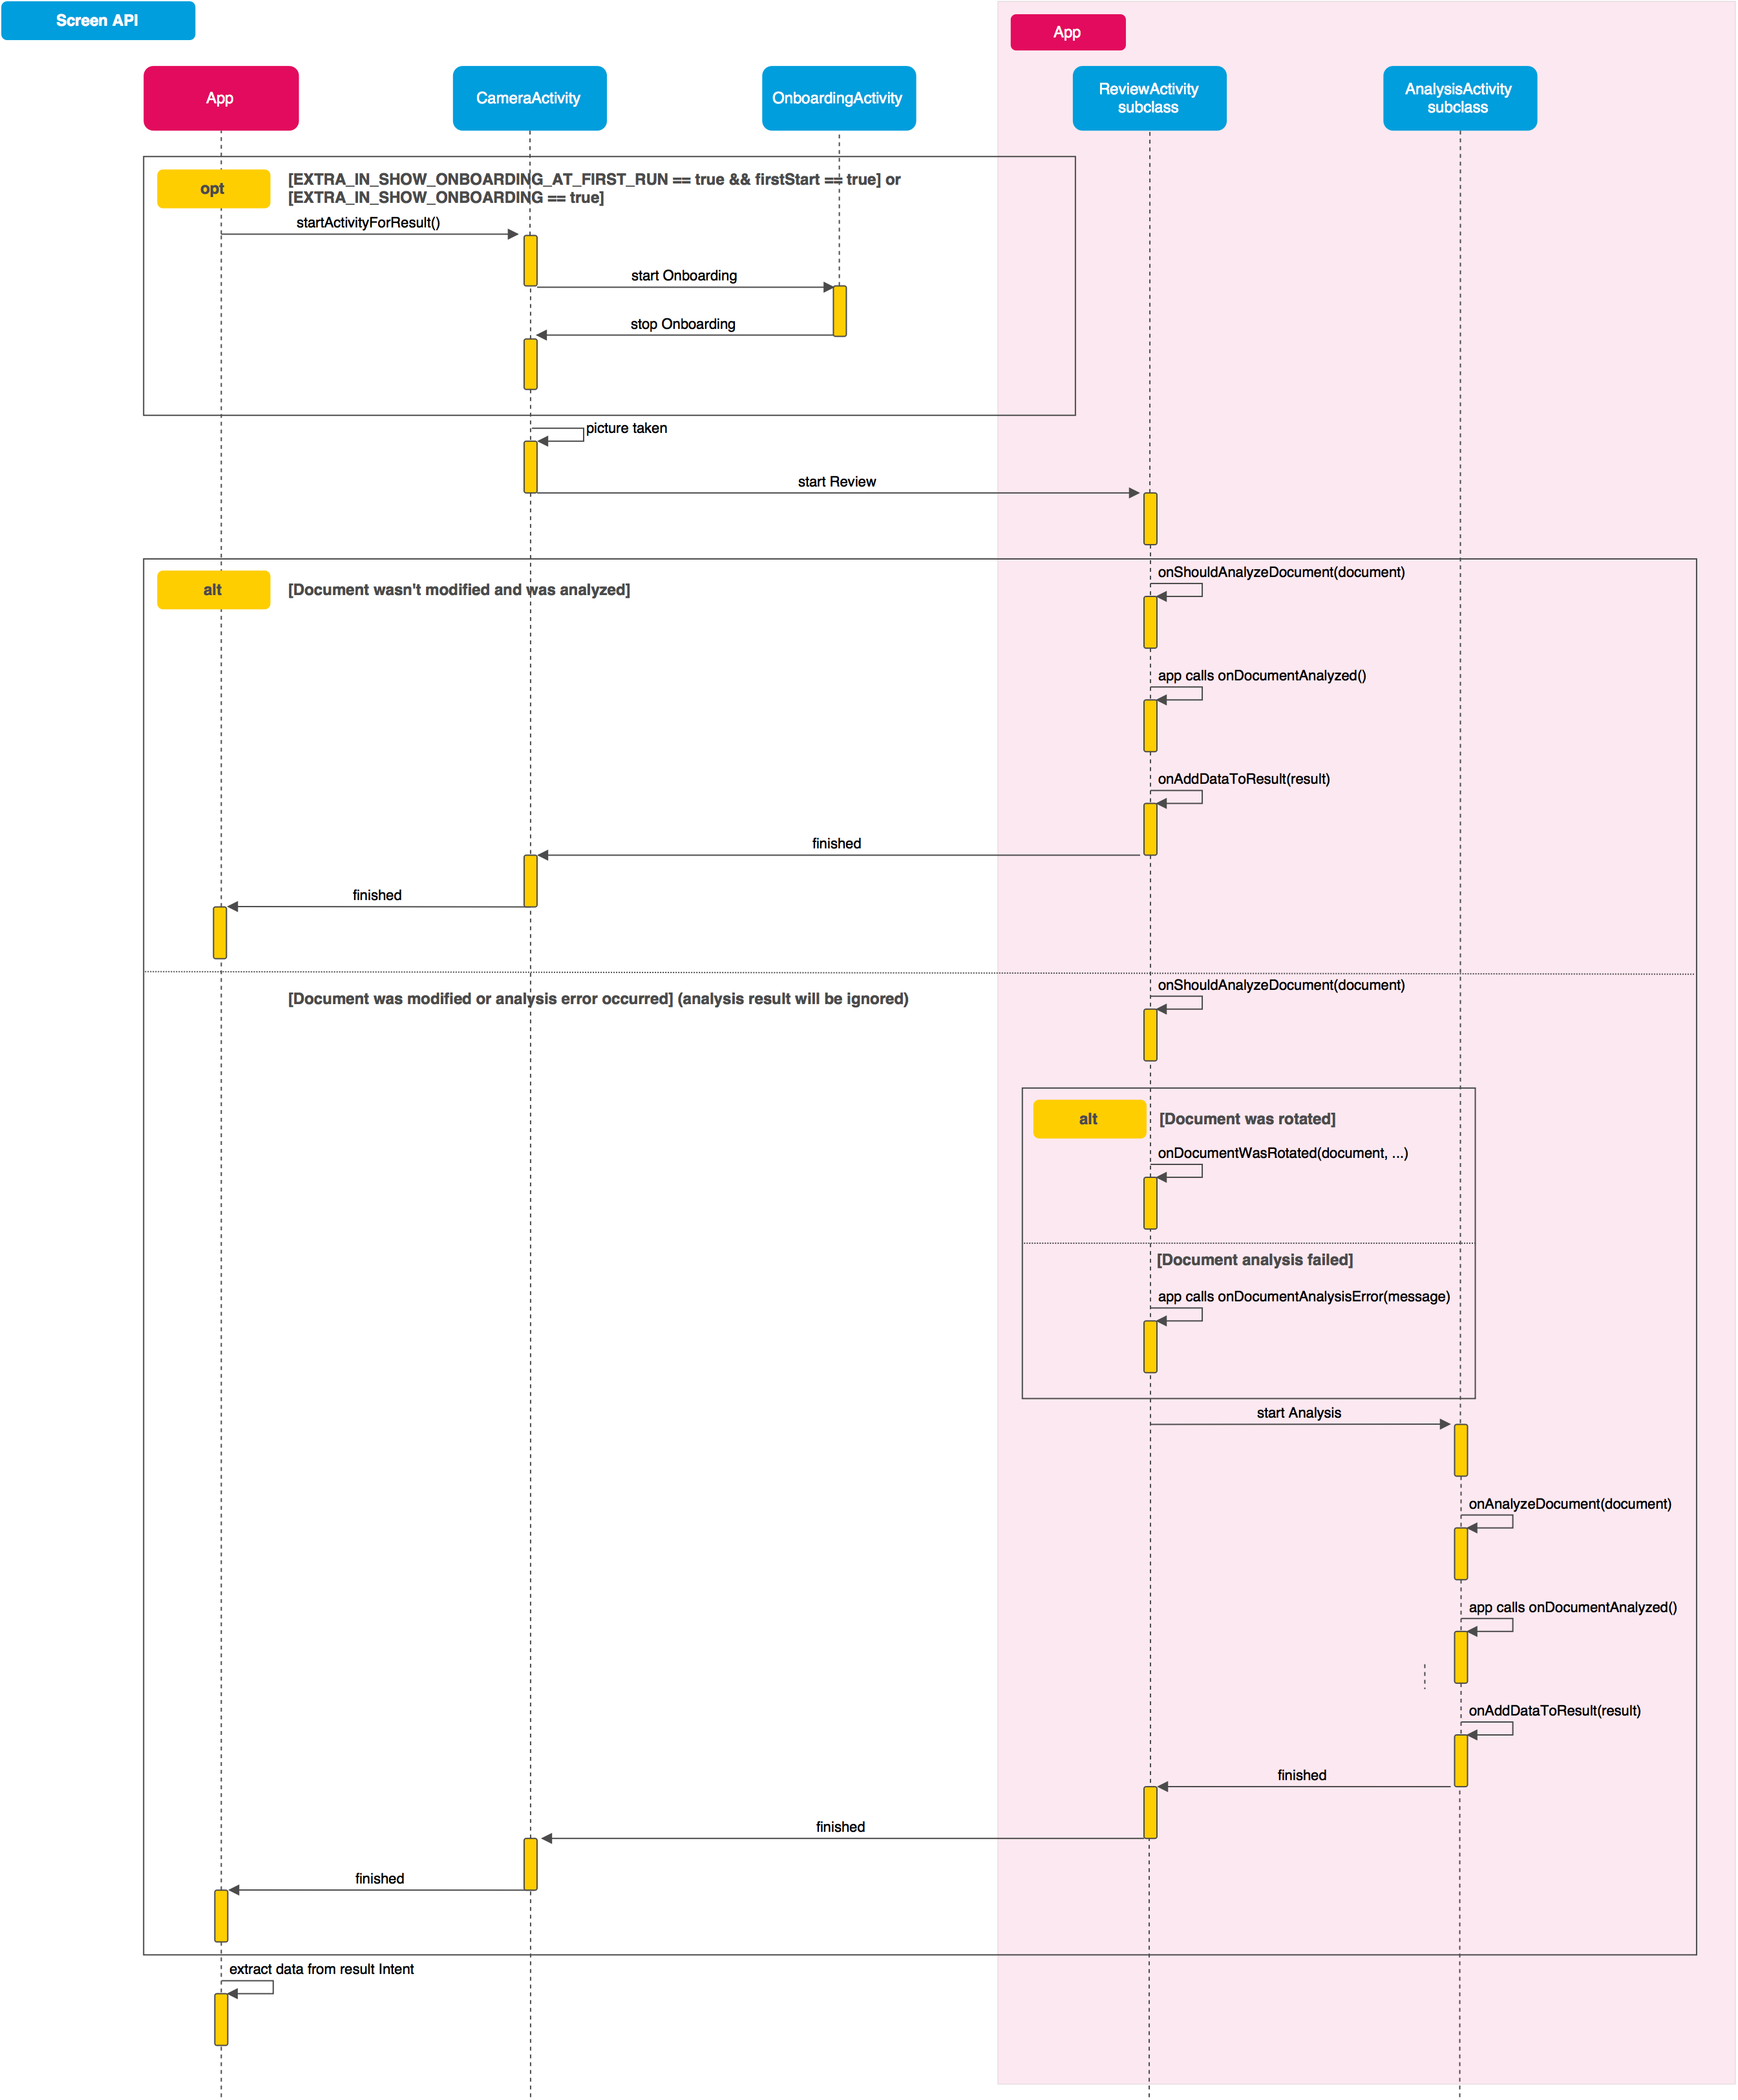 Screen API
App
App
CameraActivity
OnboardingActivity
ReviewActivity
subclass
AnalysisActivity
subclass
opt
[EXTRA_IN_SHOW_ONBOARDING_AT_FIRST_RUN == true && firstStart == true] or
[EXTRA_IN_SHOW_ONBOARDING == true]
startActivityForResult()
start Onboarding
stop Onboarding
picture taken
start Review
alt
[Document wasn't modified and was analyzed]
onShouldAnalyzeDocument(document)
app calls onDocumentAnalyzed()
onAddDataToResult(result)
finished
finished
[Document was modified or analysis error occurred] (analysis result will be ignored)
onShouldAnalyzeDocument(document)
alt
[Document was rotated]
onDocumentWasRotated(document, ...)
[Document analysis failed]
app calls onDocumentAnalysisError(message)
start Analysis
onAnalyzeDocument(document)
app calls onDocumentAnalyzed()
onAddDataToResult(result)
finished
finished
finished
extract data from result Intent